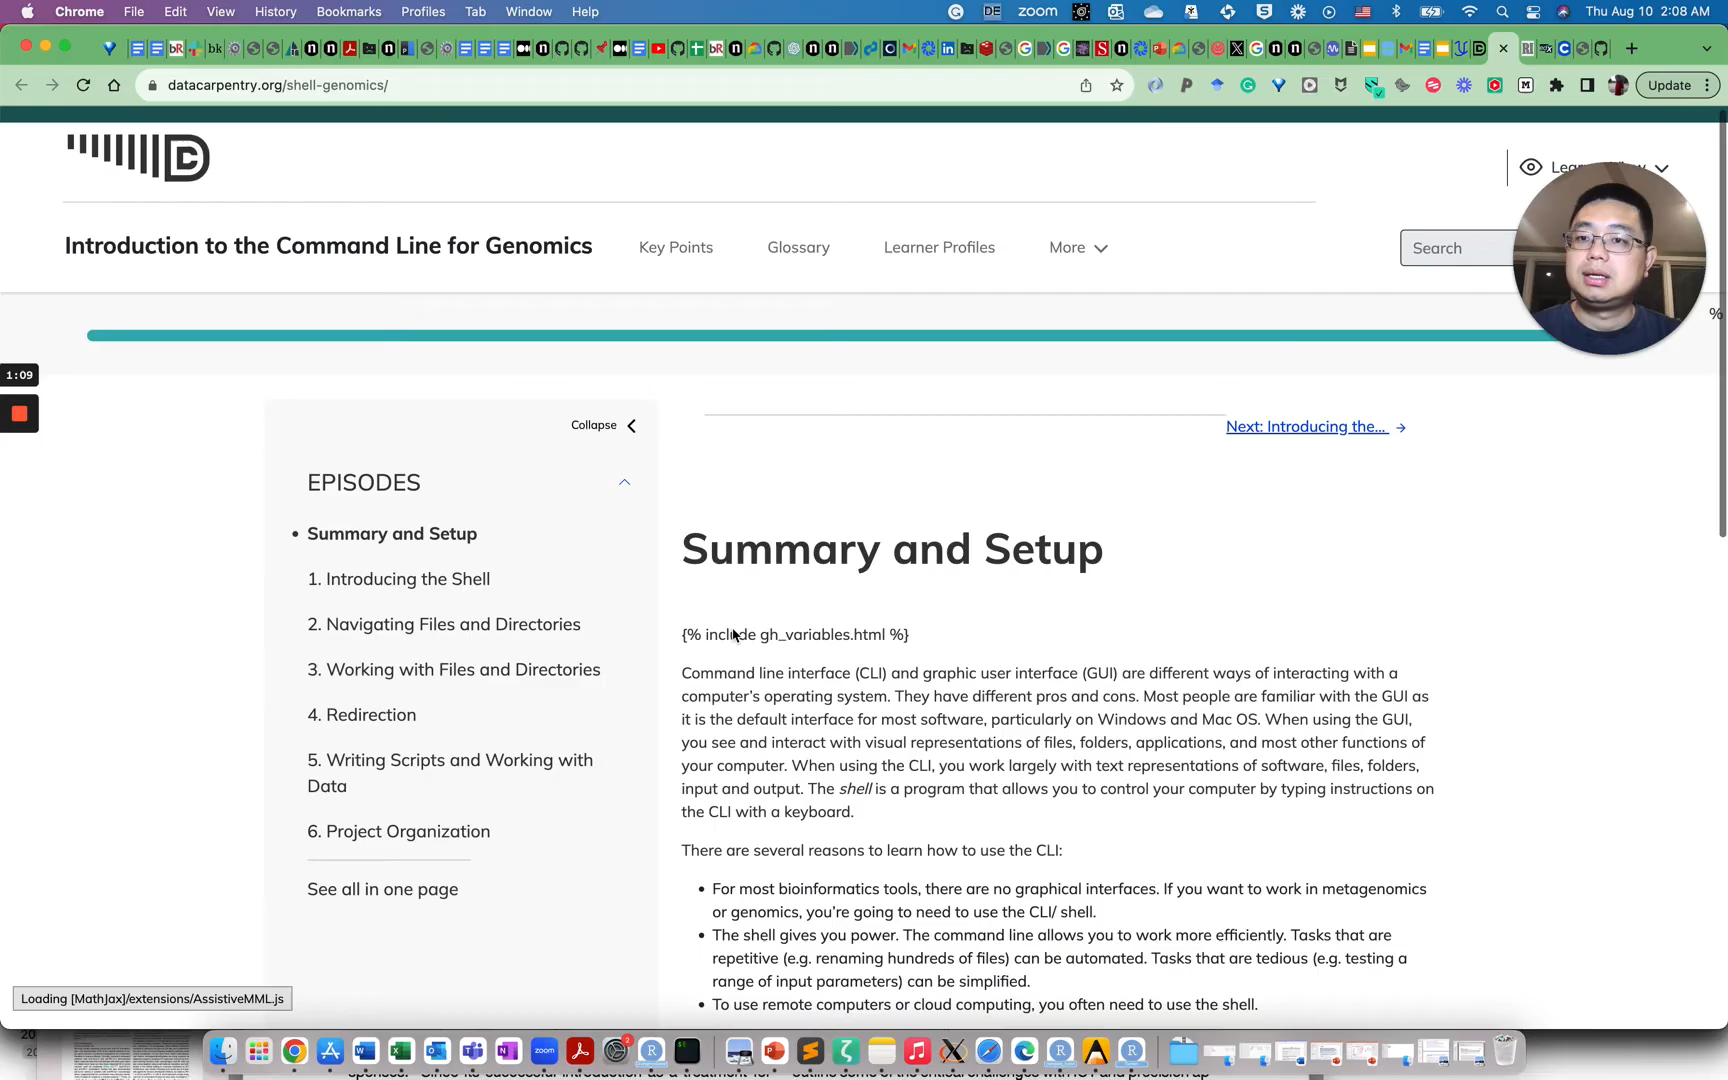 Chrome File Edit View History Bookmarks Profiles Tab Window Help
DE zoom Thu Aug 10 2:08 AM
datacarpentry.org/shell-genomics/
Update
Introduction to the Command Line for Genomics
Key Points
Glossary
Learner Profiles
More
Search
%
1:09
Collapse
Next: Introducing the...
EPISODES
Summary and Setup
1. Introducing the Shell
2. Navigating Files and Directories
3. Working with Files and Directories
4. Redirection
5. Writing Scripts and Working with
Data
6. Project Organization
See all in one page
Summary and Setup
{% include gh_variables.html %}
Command line interface (CLI) and graphic user interface (GUI) are different ways of interacting with a
computer’s operating system. They have different pros and cons. Most people are familiar with the GUI as
it is the default interface for most software, particularly on Windows and Mac OS. When using the GUI,
you see and interact with visual representations of files, folders, applications, and most other functions of
your computer. When using the CLI, you work largely with text representations of software, files, folders,
input and output. The shell is a program that allows you to control your computer by typing instructions on
the CLI with a keyboard.
There are several reasons to learn how to use the CLI:
• For most bioinformatics tools, there are no graphical interfaces. If you want to work in metagenomics
or genomics, you’re going to need to use the CLI/ shell.
• The shell gives you power. The command line allows you to work more efficiently. Tasks that are
repetitive (e.g. renaming hundreds of files) can be automated. Tasks that are tedious (e.g. testing a
range of input parameters) can be simplified.
• To use remote computers or cloud computing, you often need to use the shell.
Loading [MathJax]/extensions/AssistiveMML.js
zoom